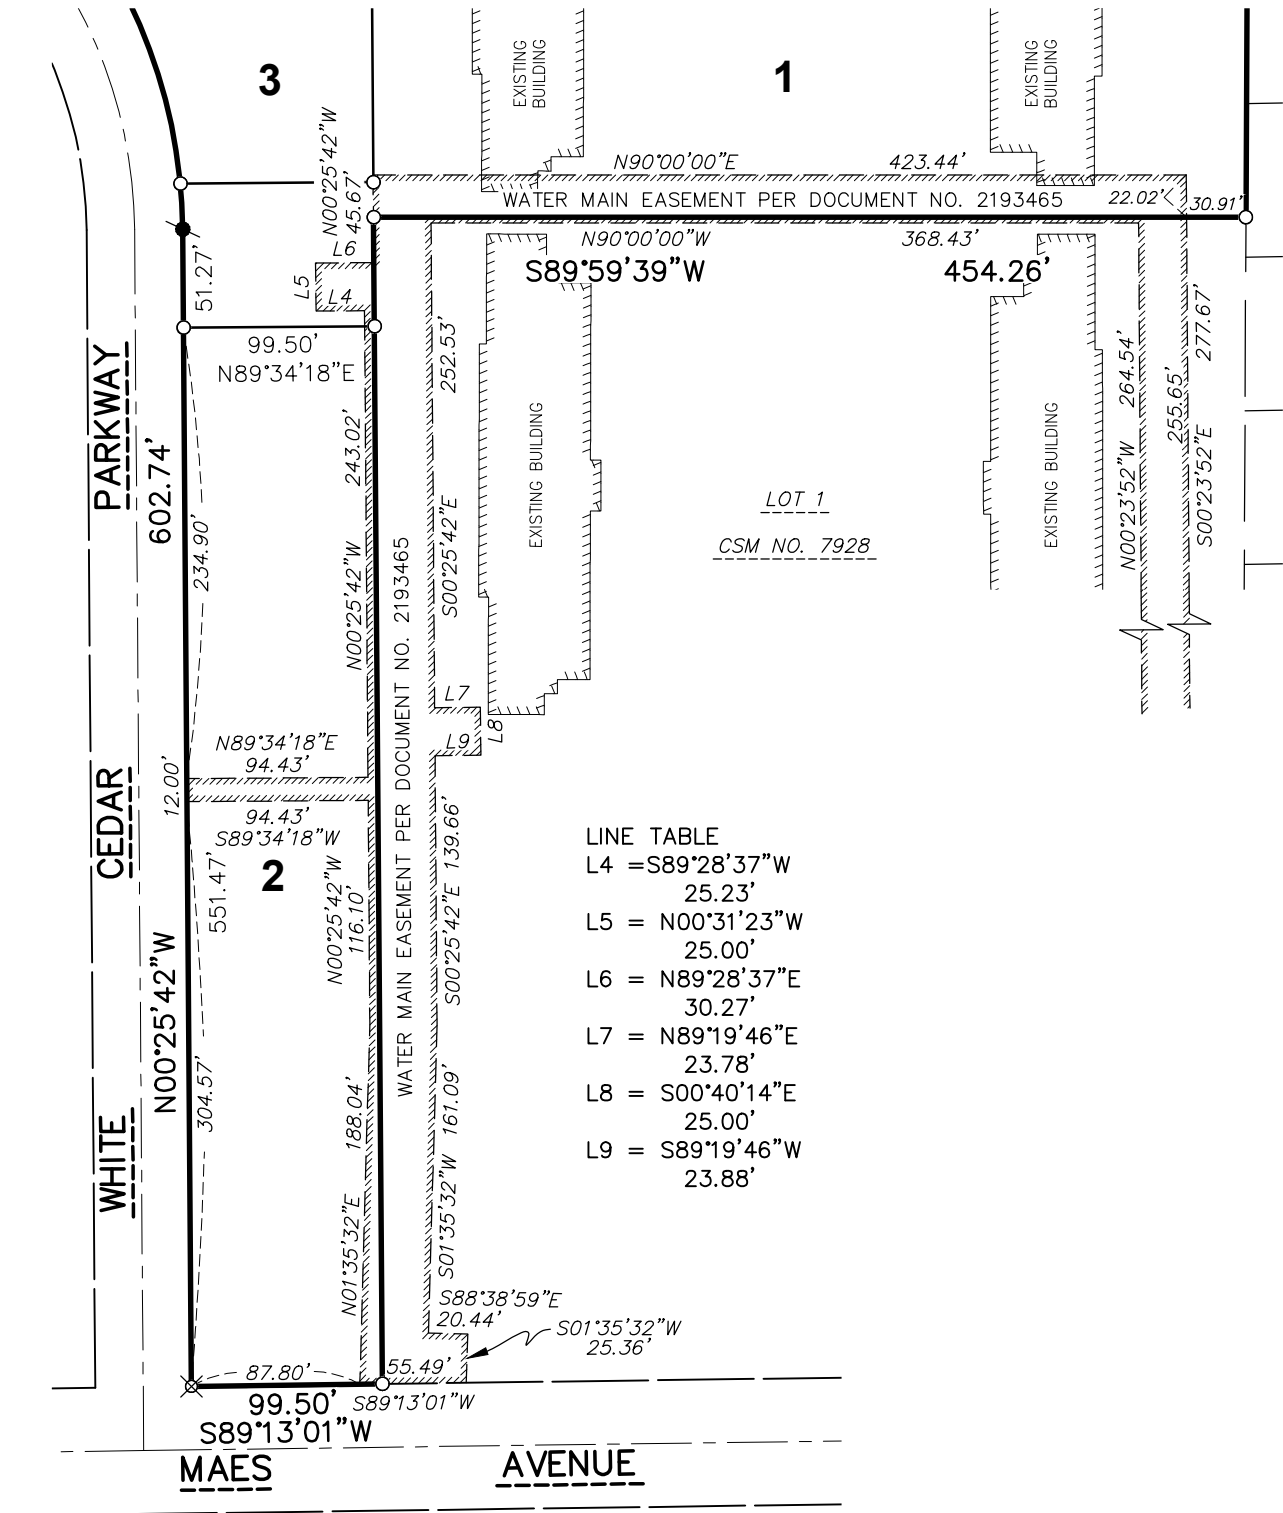 3
1
EXISTING
BUILDING
EXISTING
BUILDING
N00°25'42"W
45.67'
N90°00'00"E
423.44'
WATER MAIN EASEMENT PER DOCUMENT NO. 2193465
22.02'
30.91'
N90°00'00"W
368.43'
S89°59'39"W
454.26'
L6
L5
L4
51.27'
99.50'
N89°34'18"E
252.53'
S00°25'42"E
243.02'
N00°25'42"W
264.54'
N00°23'52"W
255.65'
277.67'
S00°23'52"E
PARKWAY
602.74'
234.90'
EXISTING BUILDING
EXISTING BUILDING
LOT 1
CSM NO. 7928
WATER MAIN EASEMENT PER DOCUMENT NO. 2193465
L7
L8
L9
N89°34'18"E
94.43'
12.00'
94.43'
S89°34'18"W
2
CEDAR
551.47'
N00°25'42"W
116.10'
139.66'
S00°25'42"E
N00°25'42"W
304.57'
188.04'
N01°35'32"E
161.09'
S01°35'32"W
WHITE
LINE TABLE
L4 =S89°28'37"W
25.23'
L5 = N00°31'23"W
25.00'
L6 = N89°28'37"E
30.27'
L7 = N89°19'46"E
23.78'
L8 = S00°40'14"E
25.00'
L9 = S89°19'46"W
23.88'
S88°38'59"E
20.44'
S01°35'32"W
25.36'
87.80'
55.49'
99.50'
S89°13'01"W
S89°13'01"W
MAES AVENUE